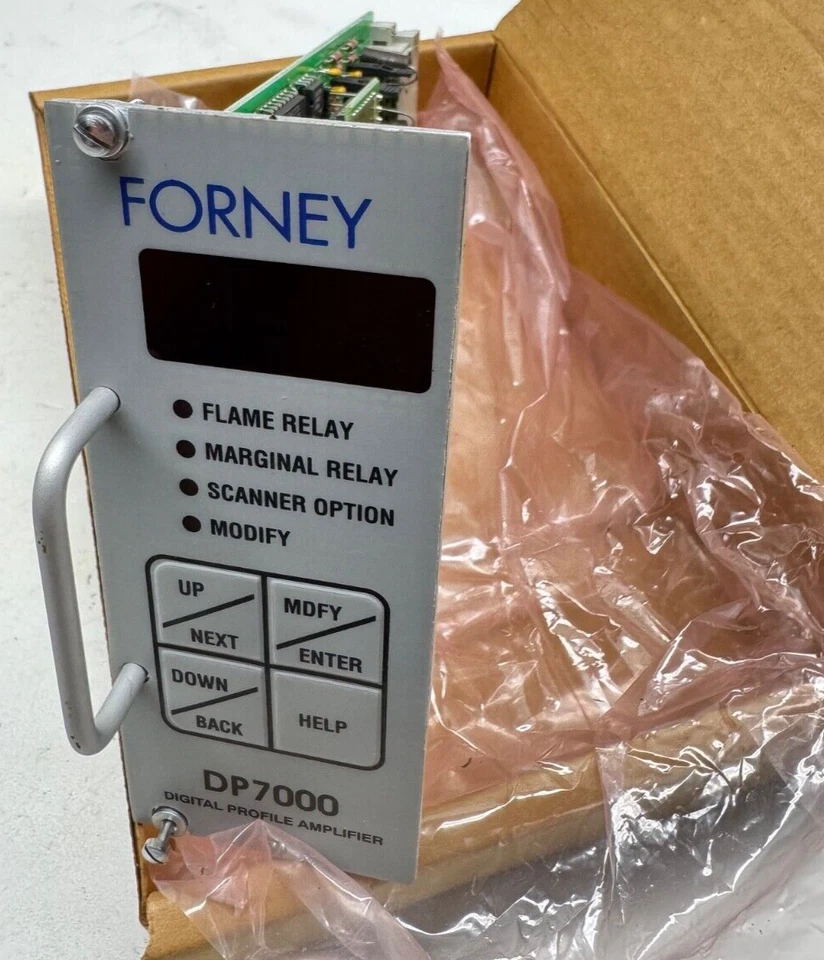 FORNEY
FLAME RELAY
MARGINAL RELAY
SCANNER OPTION
MODIFY
UP
NEXT
MDFY
ENTER
DOWN
BACK
HELP
DP7000
DIGITAL PROFILE AMPLIFIER